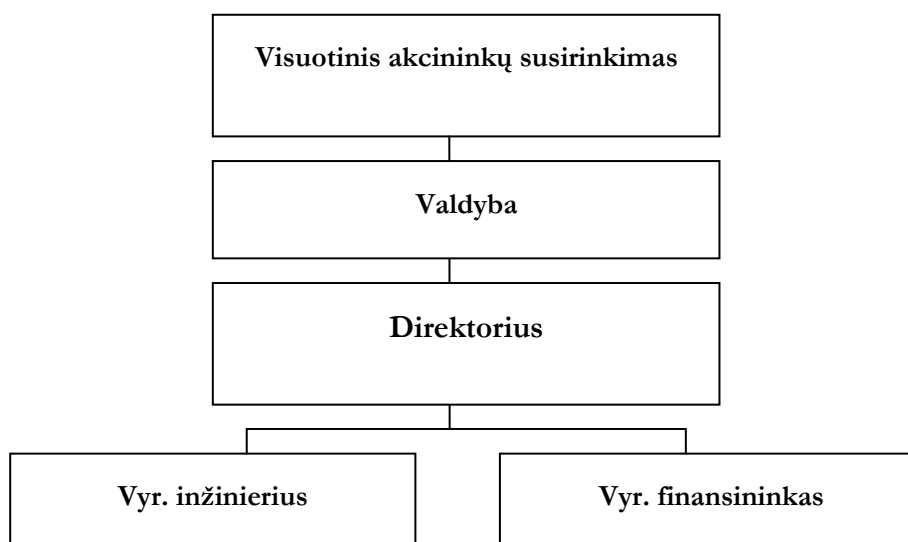 Visuotinis akcininkų susirinkimas
Valdyba
Direktorius
Vyr. inžinierius
Vyr. finansininkas